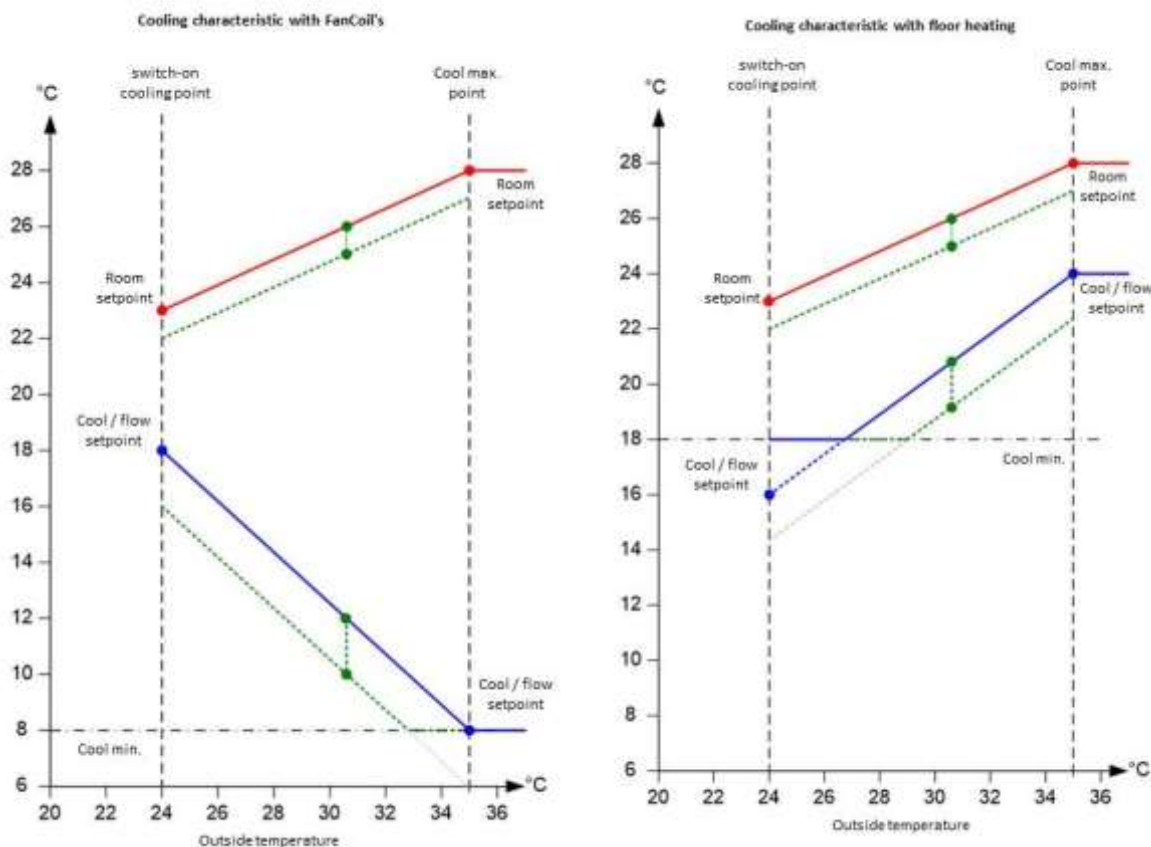 Cooling characteristic with FanCoil's
switch-on
cooling point
Cool max.
point
°C
28
26
24
22
20
18
16
14
12
10
8
6
Room
setpoint
Room
setpoint
Cool / flow
setpoint
Cool / flow
setpoint
Cool min.
°C
20 22 24 26 28 30 32 34 36
Outside temperature
Cooling characteristic with floor heating
switch-on
cooling point
Cool max.
point
°C
28
26
24
22
20
18
16
14
12
10
8
6
Room
setpoint
Room
setpoint
Cool / flow
setpoint
Cool min.
Cool / flow
setpoint
°C
20 22 24 26 28 30 32 34 36
Outside temperature